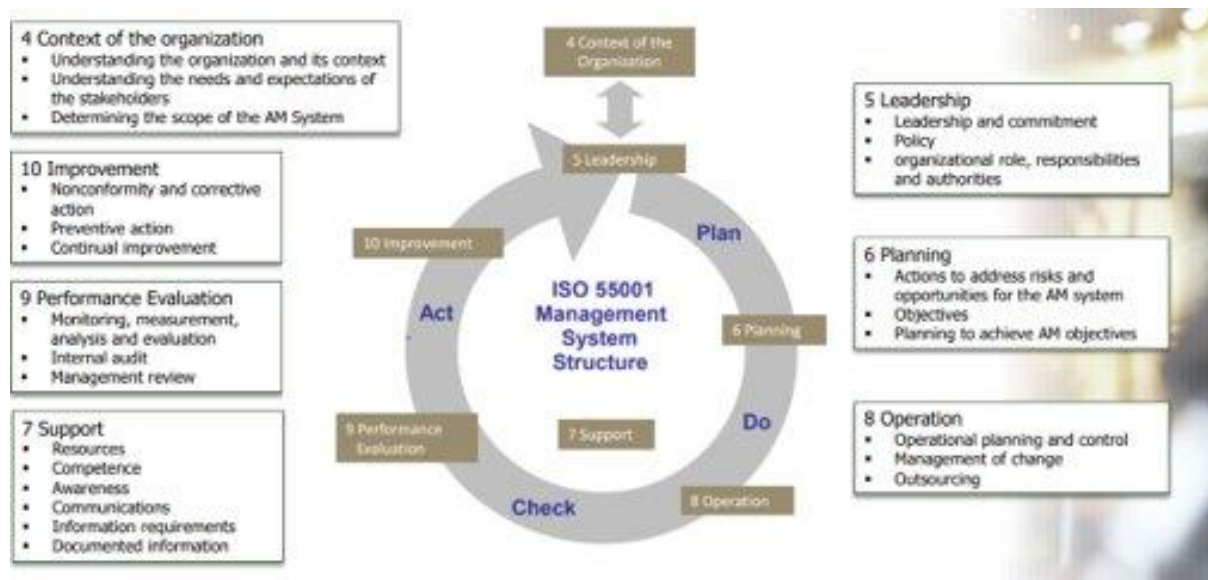 4 Context of the organization
▪ Understanding the organization and its context
▪ Understanding the needs and expectations of
the stakeholders
▪ Determining the scope of the AM System
10 Improvement
▪ Nonconformity and corrective
action
▪ Preventive action
▪ Continual improvement
9 Performance Evaluation
▪ Monitoring, measurement,
analysis and evaluation
▪ Internal audit
▪ Management review
7 Support
▪ Resources
▪ Competence
▪ Awareness
▪ Communications
▪ Information requirements
▪ Documented information
4 Context of the
Organisation
5 Leadership
Plan
6 Planning
Do
8 Operation
Check
9 Performance
Evaluation
Act
10 Improvement
ISO 55001
Management
System
Structure
7 Support
5 Leadership
▪ Leadership and commitment
▪ Policy
▪ organizational role, responsibilities
and authorities
6 Planning
▪ Actions to address risks and
opportunities for the AM system
▪ Objectives
▪ Planning to achieve AM objectives
8 Operation
▪ Operational planning and control
▪ Management of change
▪ Outsourcing